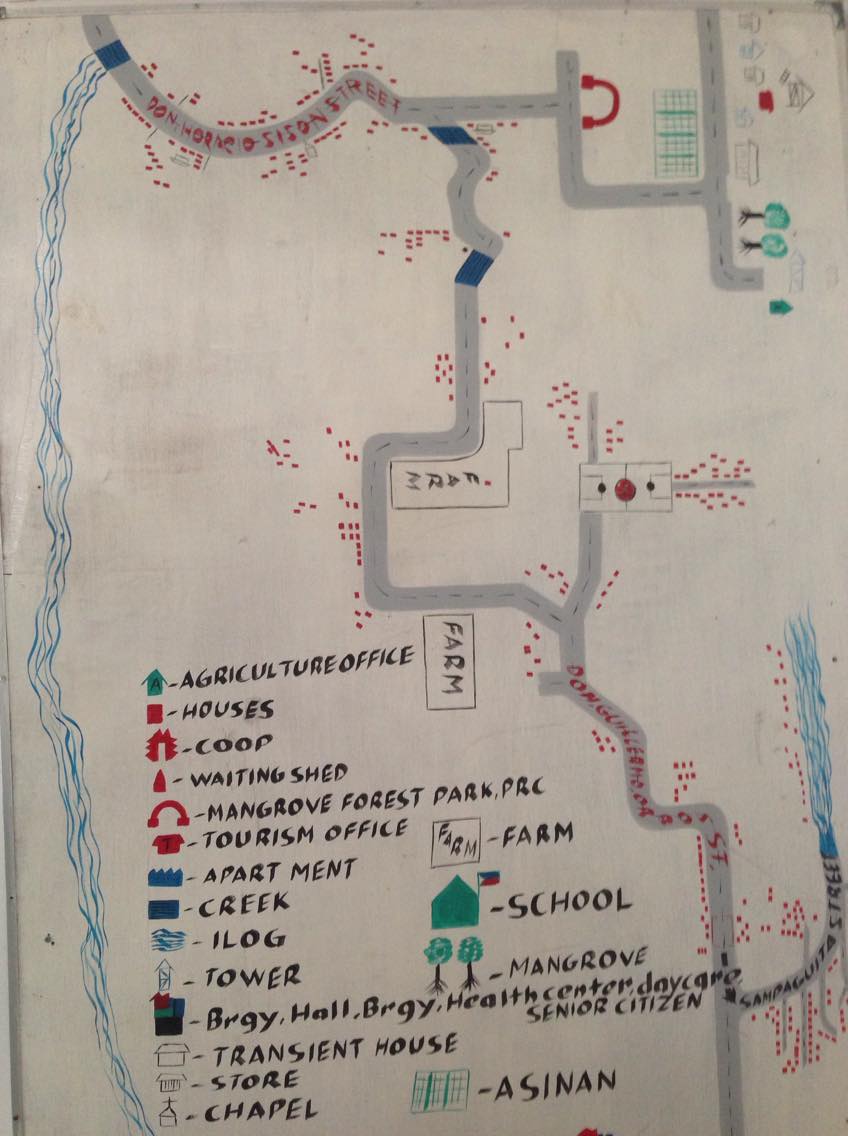 DON. HORACIO SISON STREET
FARM
FARM
DON. GUILLERMO. ST.
SAMPAGUITA STREET
A-AGRICULTURE OFFICE
-HOUSES
-COOP
-WAITING SHED
-MANGROVE FOREST PARK, PRC
T-TOURISM OFFICE
-APART MENT
-CREEK
-ILOG
-TOWER
-Brgy. Hall, Brgy. Health center, daycare,
SENIOR CITIZEN
-TRANSIENT HOUSE
-STORE
-CHAPEL
FARM -FARM
-SCHOOL
-MANGROVE
-ASINAN